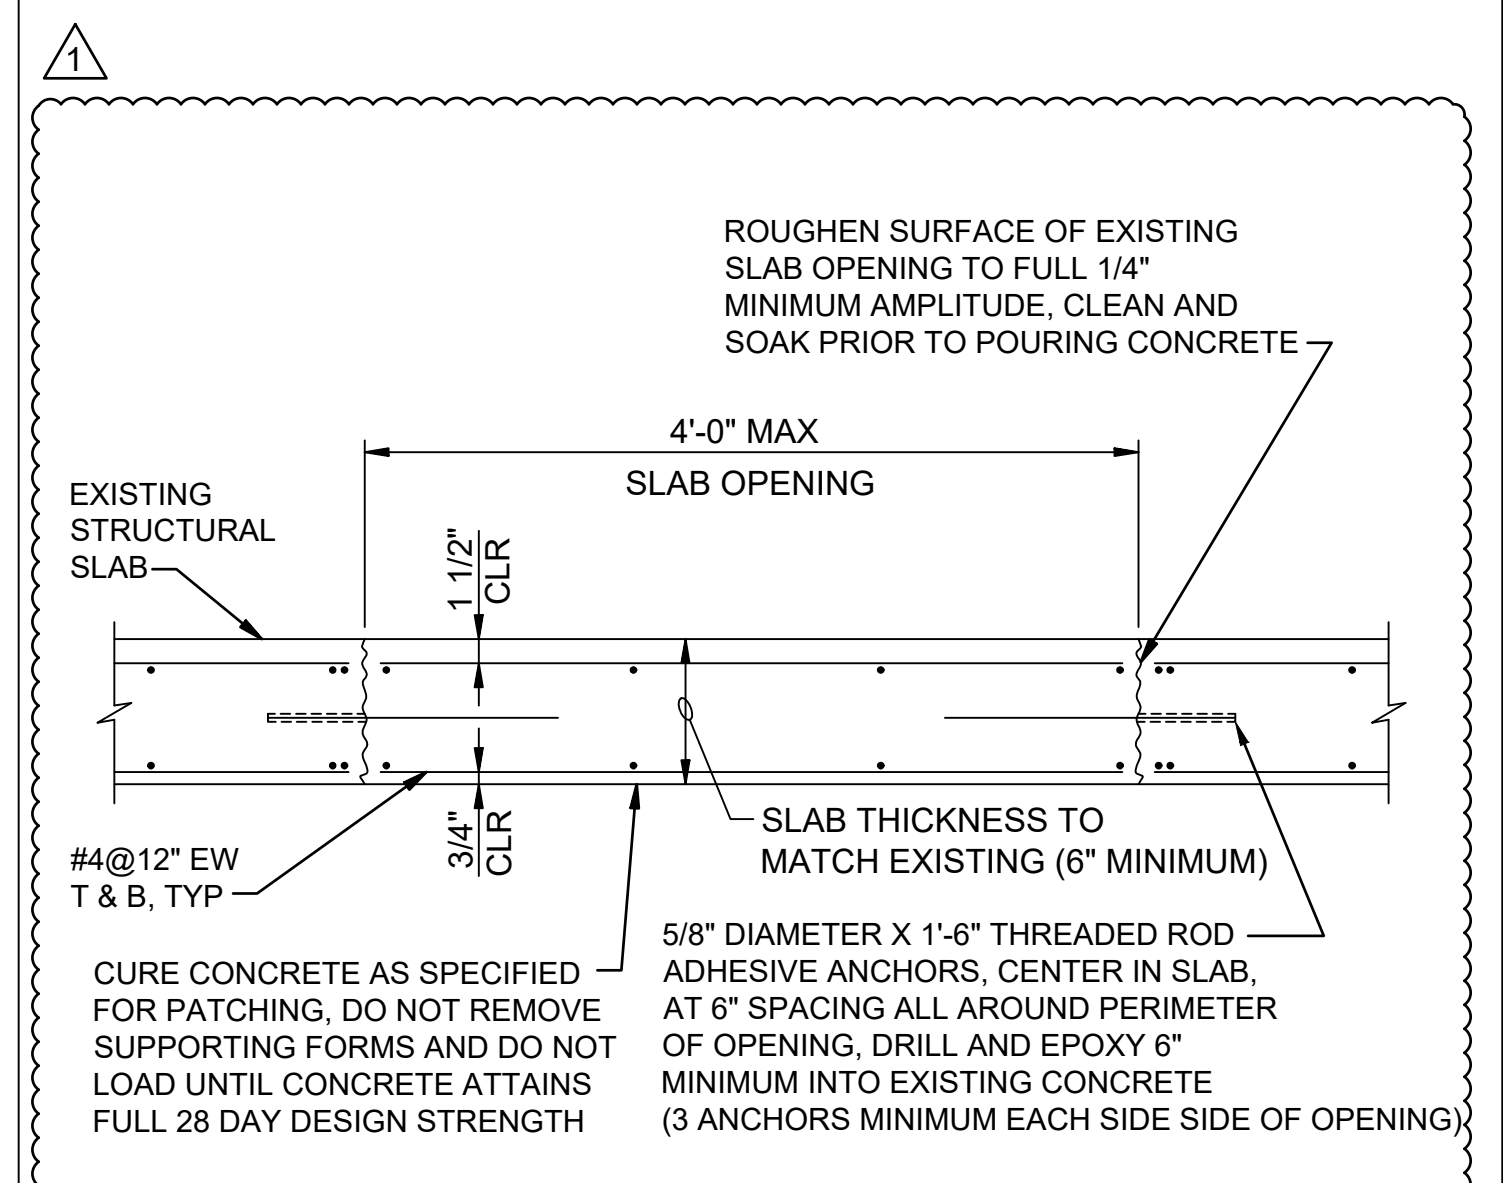 1
ROUGHEN SURFACE OF EXISTING
SLAB OPENING TO FULL 1/4"
MINIMUM AMPLITUDE, CLEAN AND
SOAK PRIOR TO POURING CONCRETE
4'-0" MAX
SLAB OPENING
EXISTING
STRUCTURAL
SLAB
1 1/2"
CLR
3/4"
CLR
SLAB THICKNESS TO
MATCH EXISTING (6" MINIMUM)
#4@12" EW
T & B, TYP
5/8" DIAMETER X 1'-6" THREADED ROD
ADHESIVE ANCHORS, CENTER IN SLAB,
AT 6" SPACING ALL AROUND PERIMETER
OF OPENING, DRILL AND EPOXY 6"
MINIMUM INTO EXISTING CONCRETE
(3 ANCHORS MINIMUM EACH SIDE SIDE OF OPENING)
CURE CONCRETE AS SPECIFIED
FOR PATCHING, DO NOT REMOVE
SUPPORTING FORMS AND DO NOT
LOAD UNTIL CONCRETE ATTAINS
FULL 28 DAY DESIGN STRENGTH